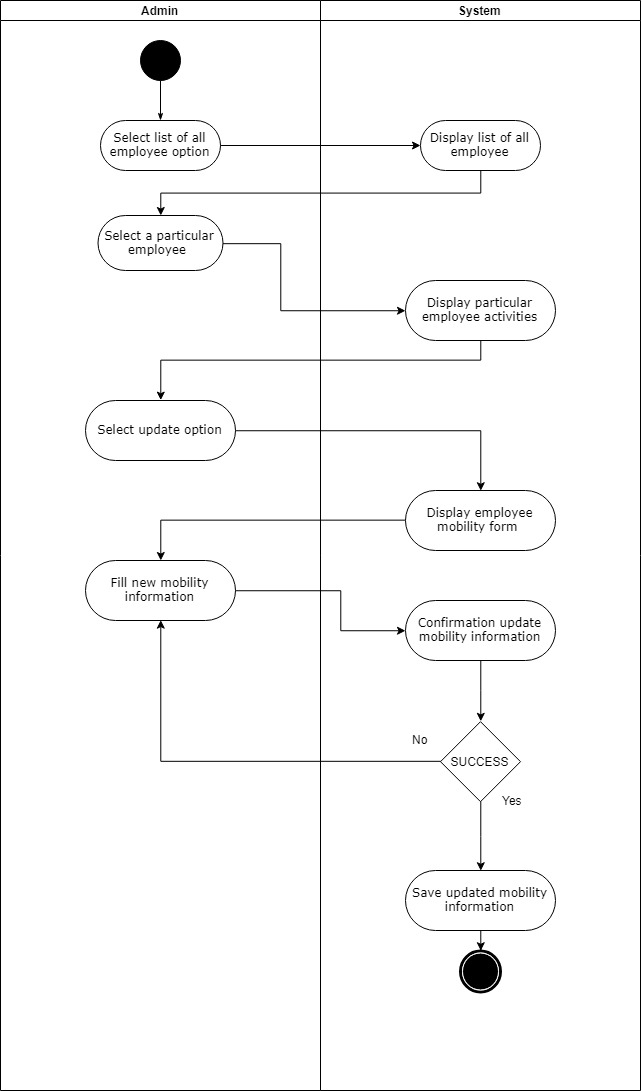 Admin
System
Select list of all
employee option
Display list of all
employee
Select a particular
employee
Display particular
employee activities
Select update option
Display employee
mobility form
Fill new mobility
information
Confirmation update
mobility information
No
SUCCESS
Yes
Save updated mobility
information